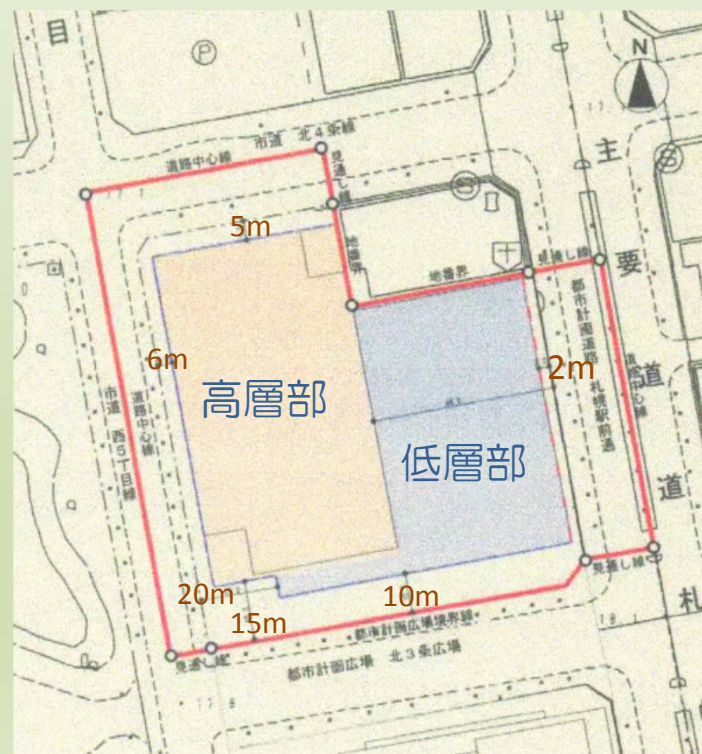 目
P
N
市道 北4条線
道路中心線
見通し線
主
5m
地番界
地番界
見通し線
要
6m
高層部
2m
都市計画道路 札幌駅前通
道路中心線
道
道路中心線
市道 西5丁目線
低層部
道
20m
15m
10m
見通し線
札
都市計画広場境界線
見通し線
都市計画広場 北3条広場